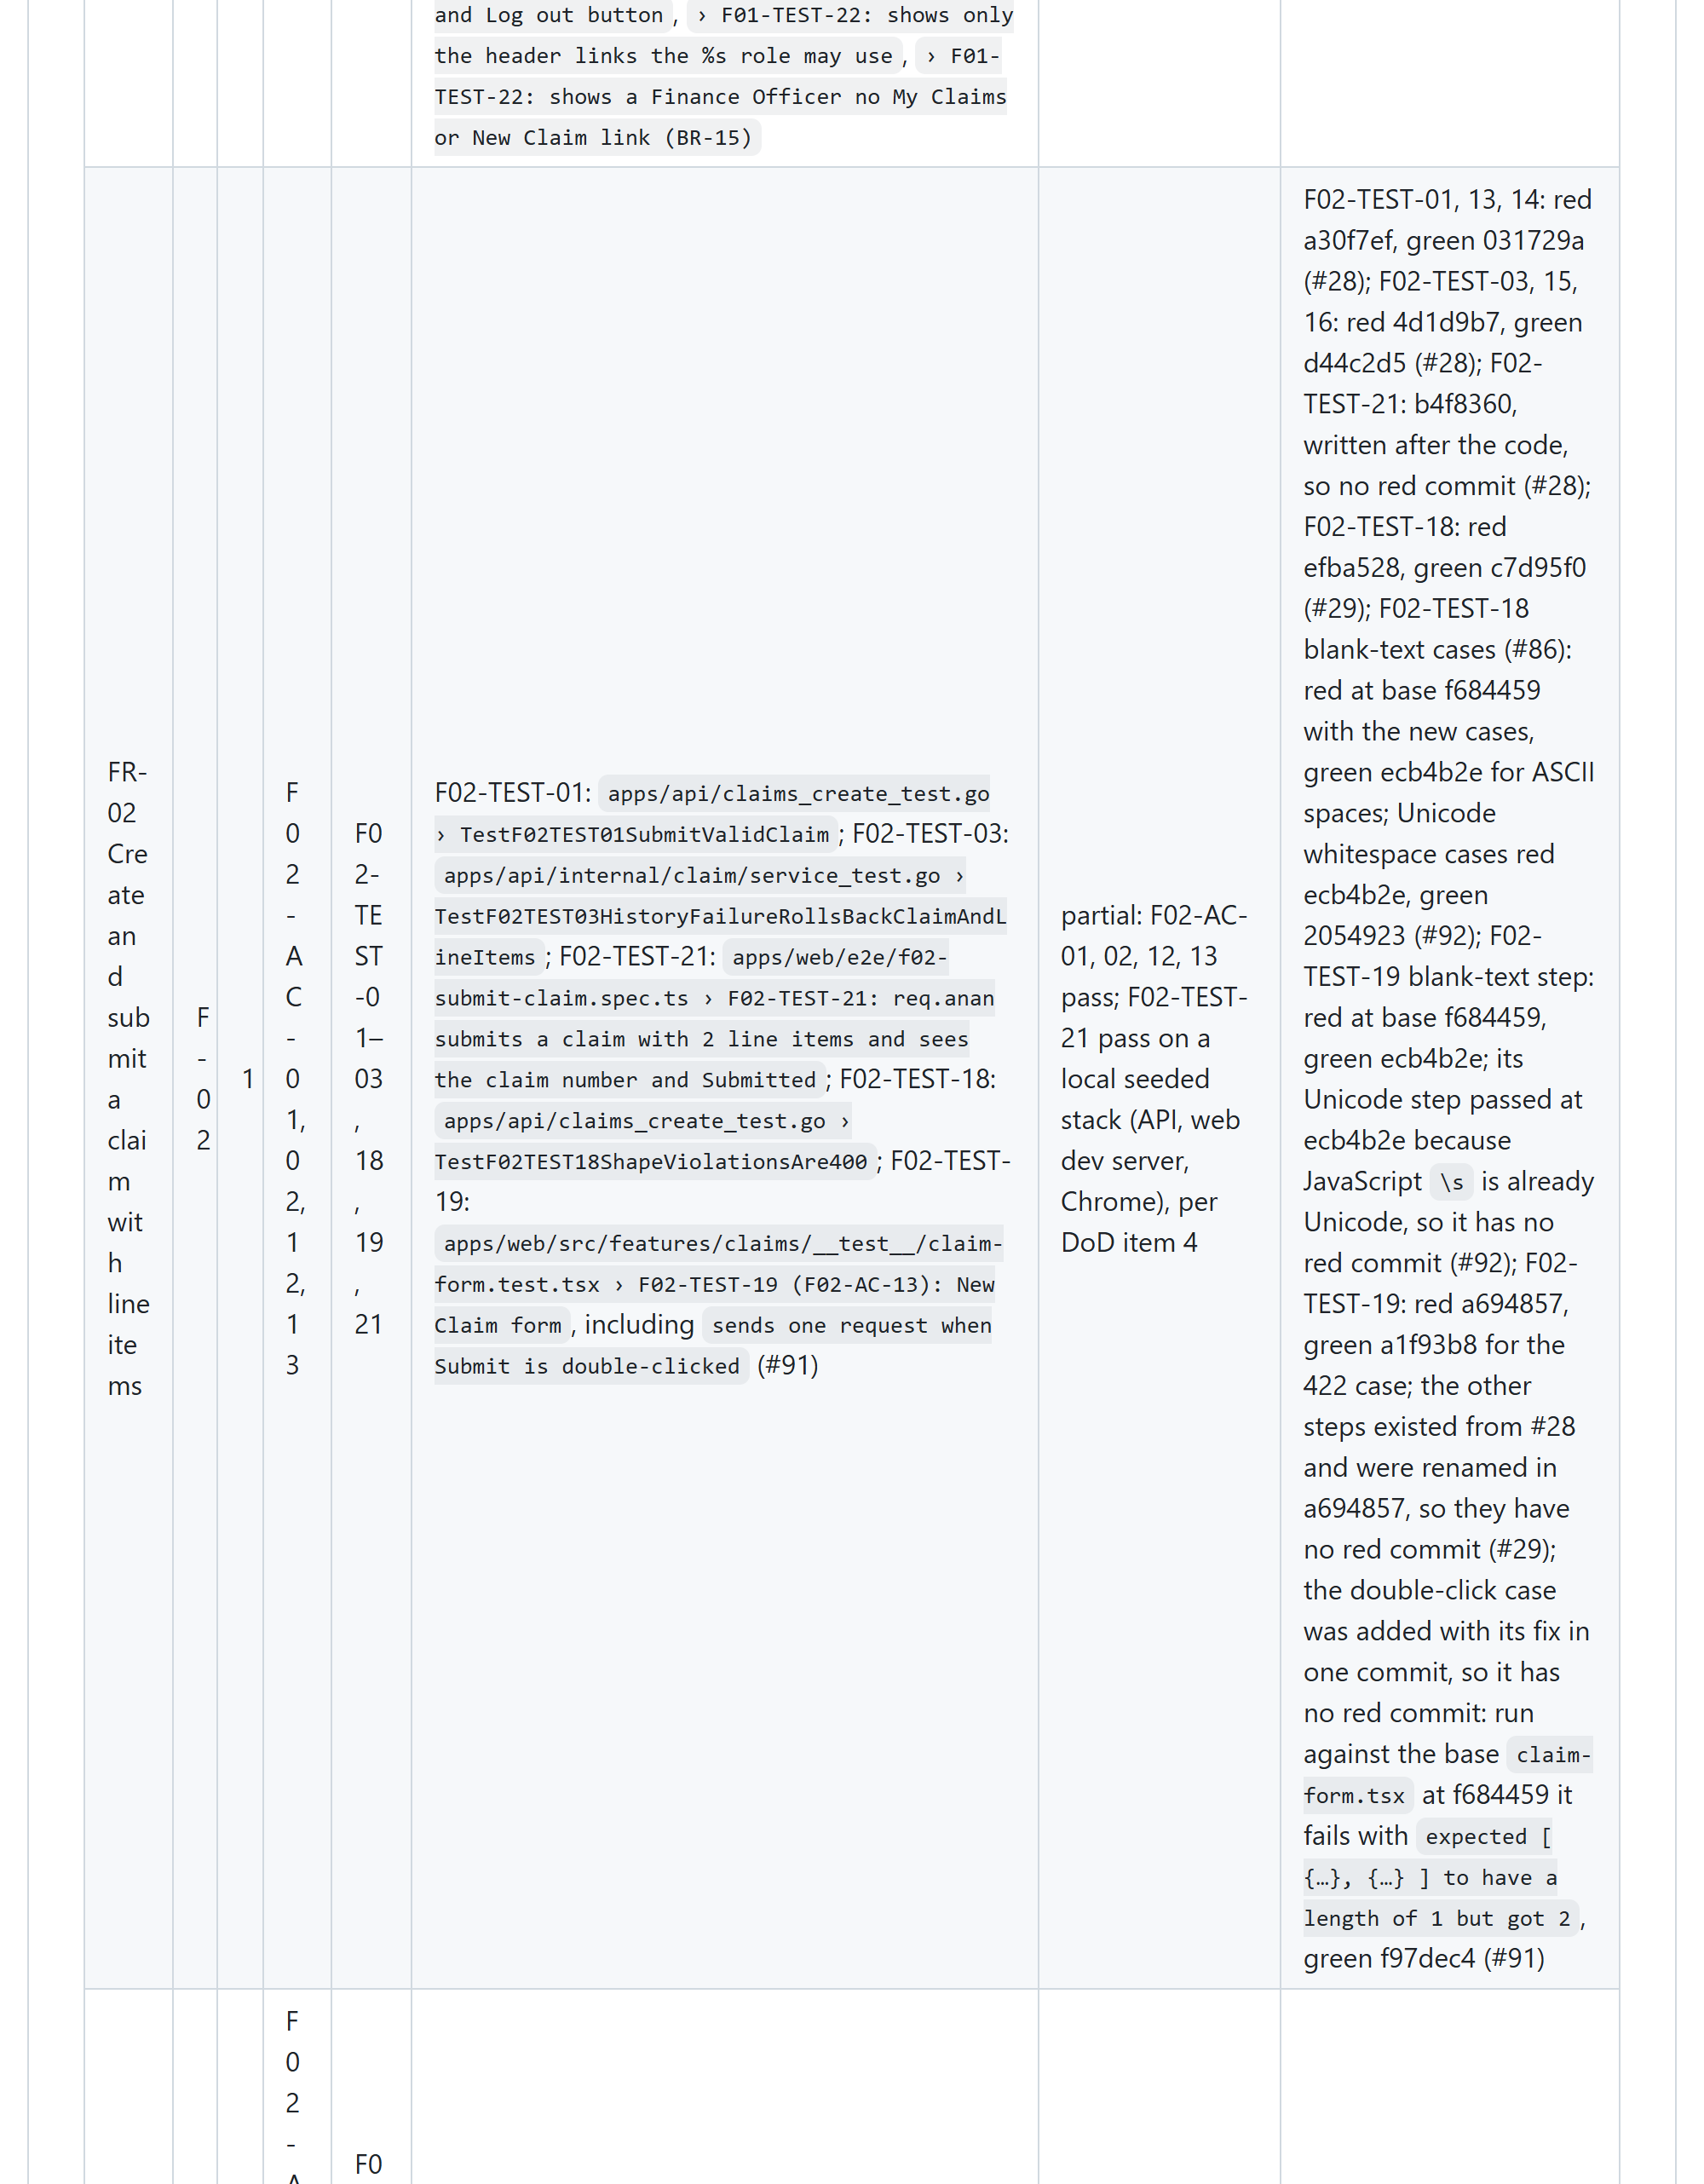 and Log out button , › F01-TEST-22: shows only
the header links the %s role may use , › F01-
TEST-22: shows a Finance Officer no My Claims
or New Claim link (BR-15)
FR-
02
Cre
ate
an
d
sub
mit
a
clai
m
wit
h
line
ite
ms
F
-
0
2
1
F
0
2
-
A
C
-
0
1,
0
2,
1
2,
1
3
F0
2-
TE
ST
-0
1–
03
,
18
,
19
,
21
F02-TEST-01: apps/api/claims_create_test.go
› TestF02TEST01SubmitValidClaim ; F02-TEST-03:
apps/api/internal/claim/service_test.go ›
TestF02TEST03HistoryFailureRollsBackClaimAndL
ineItems ; F02-TEST-21: apps/web/e2e/f02-
submit-claim.spec.ts › F02-TEST-21: req.anan
submits a claim with 2 line items and sees
the claim number and Submitted ; F02-TEST-18:
apps/api/claims_create_test.go ›
TestF02TEST18ShapeViolationsAre400 ; F02-TEST-
19:
apps/web/src/features/claims/__test__/claim-
form.test.tsx › F02-TEST-19 (F02-AC-13): New
Claim form , including sends one request when
Submit is double-clicked (#91)
partial: F02-AC-
01, 02, 12, 13
pass; F02-TEST-
21 pass on a
local seeded
stack (API, web
dev server,
Chrome), per
DoD item 4
F02-TEST-01, 13, 14: red
a30f7ef, green 031729a
(#28); F02-TEST-03, 15,
16: red 4d1d9b7, green
d44c2d5 (#28); F02-
TEST-21: b4f8360,
written after the code,
so no red commit (#28);
F02-TEST-18: red
efba528, green c7d95f0
(#29); F02-TEST-18
blank-text cases (#86):
red at base f684459
with the new cases,
green ecb4b2e for ASCII
spaces; Unicode
whitespace cases red
ecb4b2e, green
2054923 (#92); F02-
TEST-19 blank-text step:
red at base f684459,
green ecb4b2e; its
Unicode step passed at
ecb4b2e because
JavaScript \s is already
Unicode, so it has no
red commit (#92); F02-
TEST-19: red a694857,
green a1f93b8 for the
422 case; the other
steps existed from #28
and were renamed in
a694857, so they have
no red commit (#29);
the double-click case
was added with its fix in
one commit, so it has
no red commit: run
against the base claim-
form.tsx at f684459 it
fails with expected [
{…}, {…} ] to have a
length of 1 but got 2 ,
green f97dec4 (#91)
F
0
2
-
A
F0